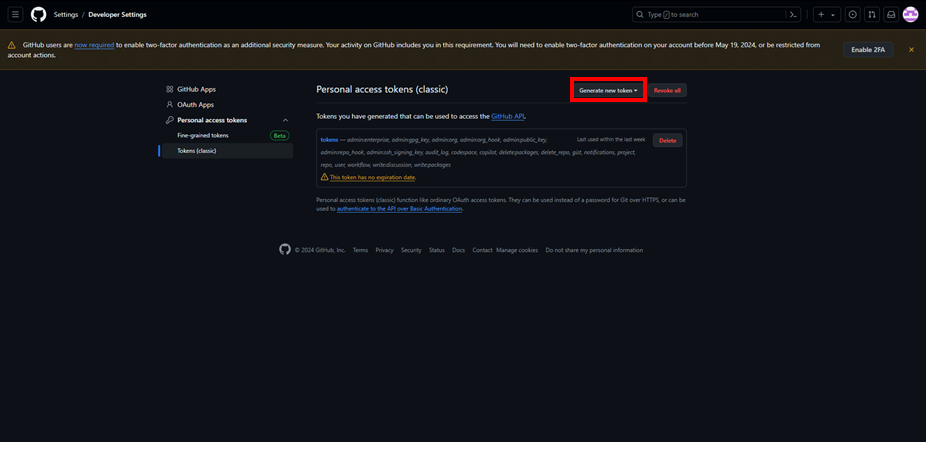 Settings / Developer Settings
Type / to search
GitHub users are now required to enable two-factor authentication as an additional security measure. Your activity on GitHub includes you in this requirement. You will need to enable two-factor authentication on your account before May 19, 2024, or be restricted from
account actions.
Enable 2FA
GitHub Apps
OAuth Apps
Personal access tokens
Fine-grained tokens
Beta
Tokens (classic)
Personal access tokens (classic)
Generate new token
Revoke all
Tokens you have generated that can be used to access the GitHub API.
tokens — admin:enterprise, admin:gpg_key, admin:org, admin:org_hook, admin:public_key,
admin:repo_hook, admin:ssh_signing_key, audit_log, codespace, copilot, delete:packages, delete_repo, gist, notifications, project,
repo, user, workflow, write:discussion, write:packages
Last used within the last week
Delete
This token has no expiration date.
Personal access tokens (classic) function like ordinary OAuth access tokens. They can be used instead of a password for Git over HTTPS, or can be
used to authenticate to the API over Basic Authentication.
© 2024 GitHub, Inc. Terms Privacy Security Status Docs Contact Manage cookies Do not share my personal information